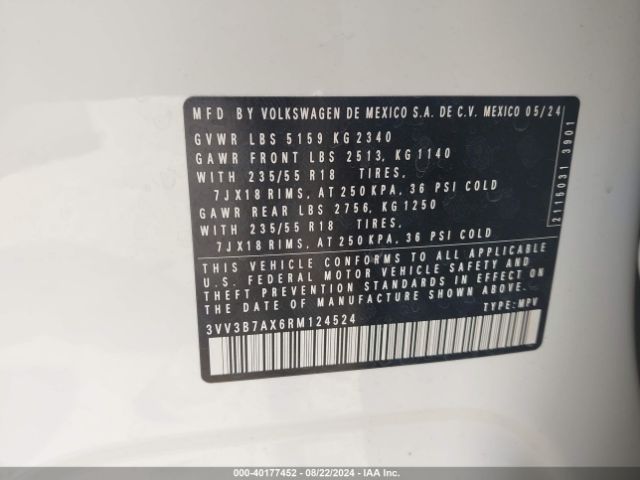 MFD BY VOLKSWAGEN DE MEXICO S.A. DE C.V. MEXICO 05/24
GVWR LBS 5159 KG 2340
GAWR FRONT LBS 2513, KG 1140
WITH 235/55 R18 TIRES.
7JX18 RIMS, AT 250 KPA, 36 PSI COLD
GAWR REAR LBS 2756, KG 1250
WITH 235/55 R18 TIRES.
7JX18 RIMS, AT 250 KPA, 36 PSI COLD
THIS VEHICLE CONFORMS TO ALL APPLICABLE
U.S. FEDERAL MOTOR VEHICLE SAFETY AND
THEFT PREVENTION STANDARDS IN EFFECT ON
THE DATE OF MANUFACTURE SHOWN ABOVE.
3VV3B7AX6RM124524 TYPE: MPV
2115031 3901
000-40177452 - 08/22/2024 - IAAI.COM